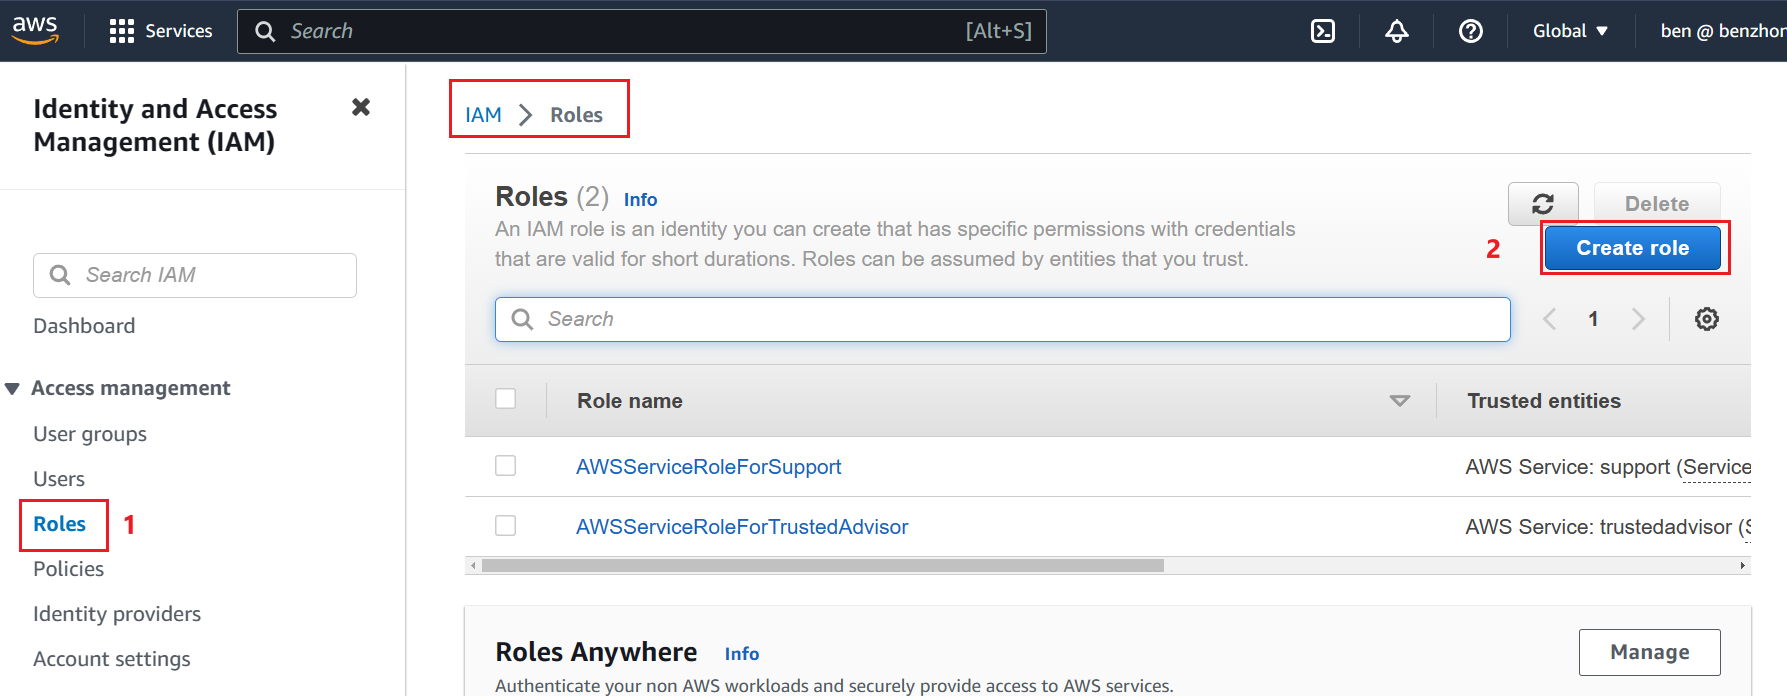 aws
Services
Search
[Alt+S]
Global
ben @ benzhon
Identity and Access
Management (IAM)
Search IAM
Dashboard
Access management
User groups
Users
Roles
1
Policies
Identity providers
Account settings
IAM
Roles
Roles (2) Info
An IAM role is an identity you can create that has specific permissions with credentials
that are valid for short durations. Roles can be assumed by entities that you trust.
Delete
2
Create role
Search
1
Role name
Trusted entities
AWSServiceRoleForSupport
AWS Service: support (Service
AWSServiceRoleForTrustedAdvisor
AWS Service: trustedadvisor (S
Roles Anywhere Info
Manage
Authenticate your non AWS workloads and securely provide access to AWS services.